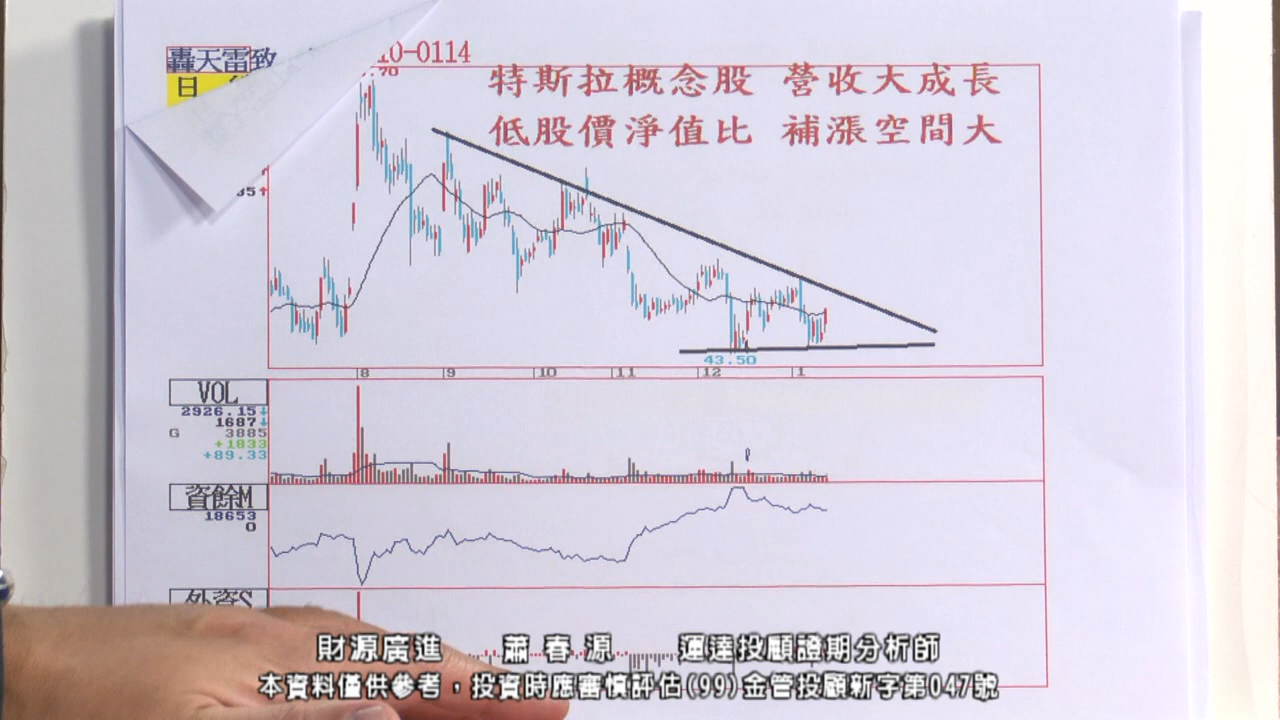 轟天雷致
10-0114
日
.70
特斯拉概念股 營收大成長
低股價淨值比 補漲空間大
35↑
43.50
8 9 10 11 12 1
VOL
2926.15↓
1687↓
G 3885
+1833
+89.33
資餘M
18653
0
外資S
財源廣進 蕭春源 運達投顧證期分析師
本資料僅供參考，投資時應審慎評估(99)金管投顧新字第047號